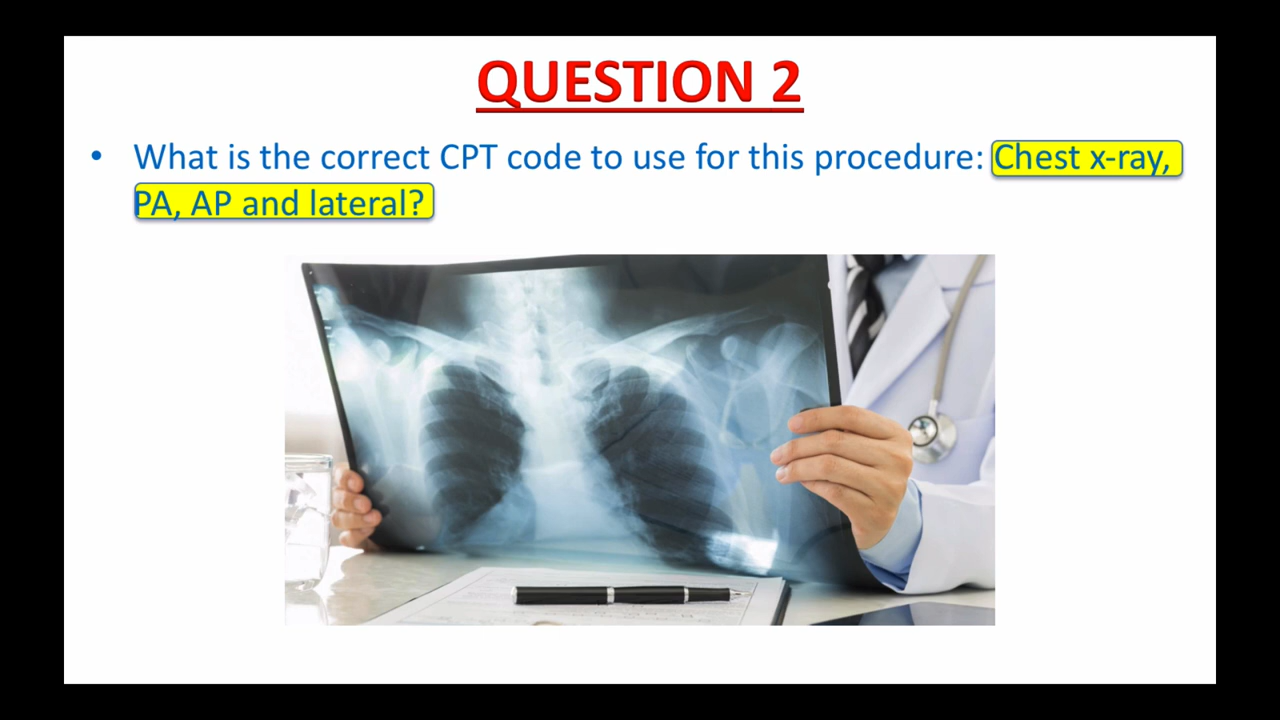 QUESTION 2
• What is the correct CPT code to use for this procedure: Chest x-ray,
PA, AP and lateral?